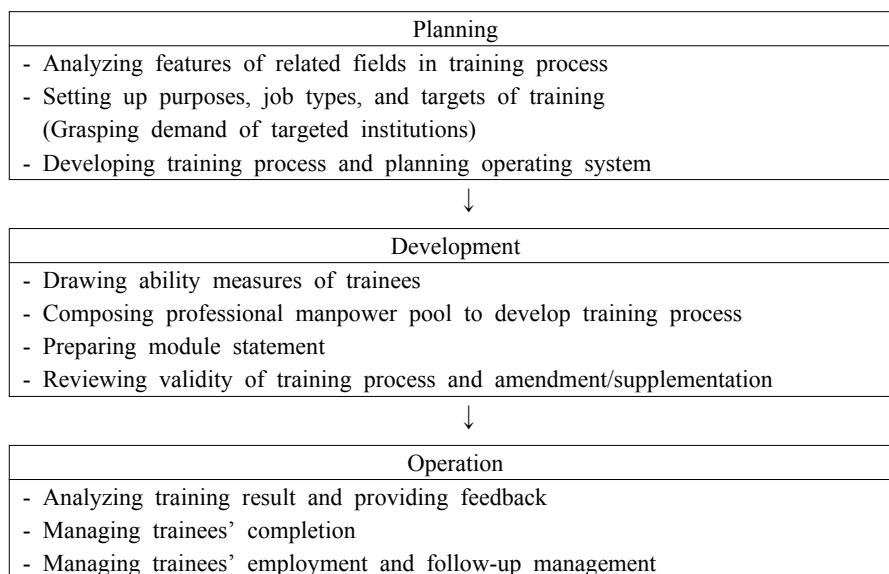 Planning
- Analyzing features of related fields in training process
- Setting up purposes, job types, and targets of training
(Grasping demand of targeted institutions)
- Developing training process and planning operating system
↓
Development
- Drawing ability measures of trainees
- Composing professional manpower pool to develop training process
- Preparing module statement
- Reviewing validity of training process and amendment/supplementation
↓
Operation
- Analyzing training result and providing feedback
- Managing trainees' completion
- Managing trainees' employment and follow-up management